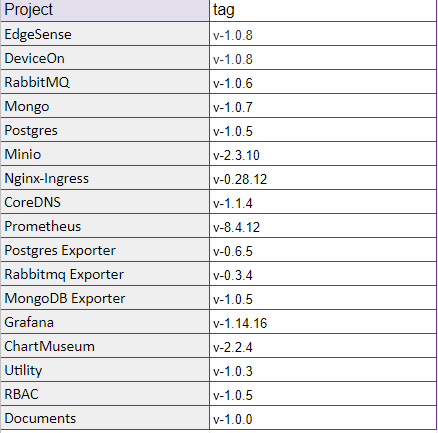 Project tag
EdgeSense v-1.0.8
DeviceOn v-1.0.8
RabbitMQ v-1.0.6
Mongo v-1.0.7
Postgres v-1.0.5
Minio v-2.3.10
Nginx-Ingress v-0.28.12
CoreDNS v-1.1.4
Prometheus v-8.4.12
Postgres Exporter v-0.6.5
Rabbitmq Exporter v-0.3.4
MongoDB Exporter v-1.0.5
Grafana v-1.14.16
ChartMuseum v-2.2.4
Utility v-1.0.3
RBAC v-1.0.5
Documents v-1.0.0